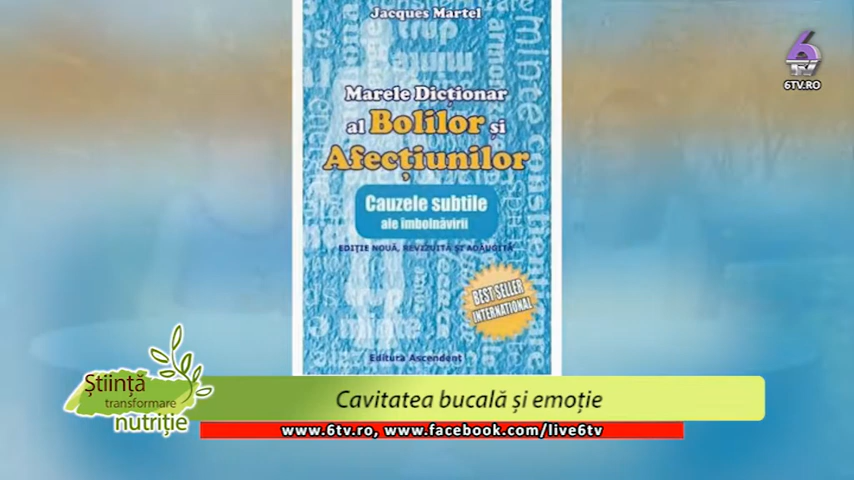 Jacques Martel
Marele Dicționar
al Bolilor și
Afecțiunilor
Cauzele subtile
ale îmbolnăvirii
EDIȚIE NOUĂ, REVIZUITĂ ȘI ADĂUGITĂ
BEST SELLER
INTERNATIONAL
Editura Ascendent
6
TV
6TV.RO
Știință
transformare
nutriție
Cavitatea bucală și emoție
www.6tv.ro, www.facebook.com/live6tv